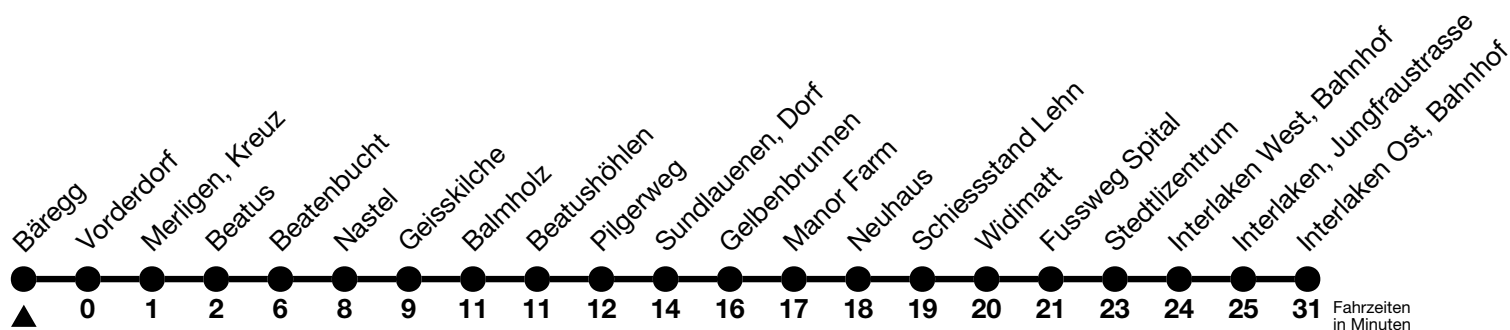 Bäregg
Vorderdorf
Merligen, Kreuz
Beatus
Beatenbucht
Nastel
Geisskilche
Balmholz
Beatushöhlen
Pilgerweg
Sundlauenen, Dorf
Gelbenbrunnen
Manor Farm
Neuhaus
Schiessstand Lehn
Widimatt
Fussweg Spital
Stedtlizentrum
Interlaken West, Bahnhof
Interlaken, Jungfraustrasse
Interlaken Ost, Bahnhof
0 1 2 6 8 9 11 11 12 14 16 17 18 19 20 21 23 24 25 31
Fahrzeiten
in Minuten